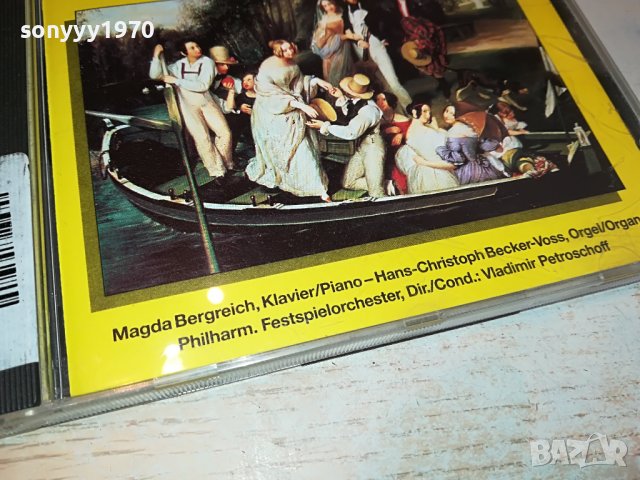 sonyyy1970
Magda Bergreich, Klavier/Piano – Hans-Christoph Becker-Voss, Orgel/Organ
Philharm. Festspielorchester, Dir./Cond.: Vladimir Petroschoff
BAZAR